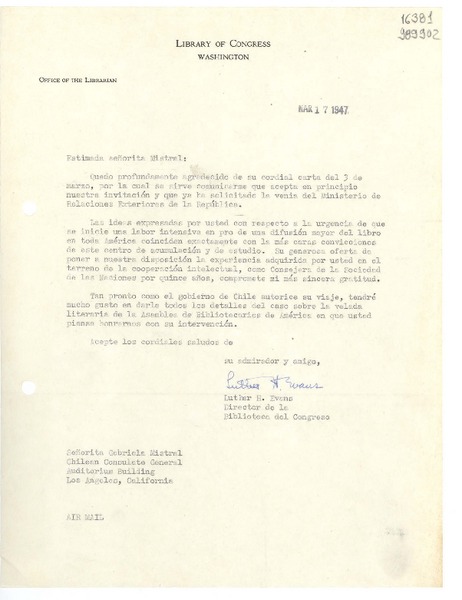 16381
989902
LIBRARY OF CONGRESS
WASHINGTON
OFFICE OF THE LIBRARIAN
MAR 17 1947
Estimada señorita Mistral:
Quedo profundamente agradecido de su cordial carta del 3 de
marzo, por la cual se sirve comunicarme que acepta en principio
nuestra invitación y que ya ha solicitado la venia del Ministerio de
Relaciones Exteriores de la República.
Las ideas expresadas por usted con respecto a la urgencia de que
se inicie una labor intensiva en pro de una difusión mayor del libro
en toda América coinciden exactamente con la más caras convicciones
de este centro de acumulación y de estudio. Su generosa oferta de
poner a nuestra disposición la experiencia adquirida por usted en el
terreno de la cooperación intelectual, como Consejera de la Sociedad
de las Naciones por quince años, compromete mi más sincera gratitud.
Tan pronto como el gobierno de Chile autorice su viaje, tendré
mucho gusto en darle todos los detalles del caso sobre la velada
literaria de la Asamblea de Bibliotecarios de América en que usted
piensa honrarnos con su intervención.
Acepte los cordiales saludos de
su admirador y amigo,
Luther H. Evans
Luther H. Evans
Director de la
Biblioteca del Congreso
Señorita Gabriela Mistral
Chilean Consulate General
Auditorium Building
Los Angeles, California
AIR MAIL